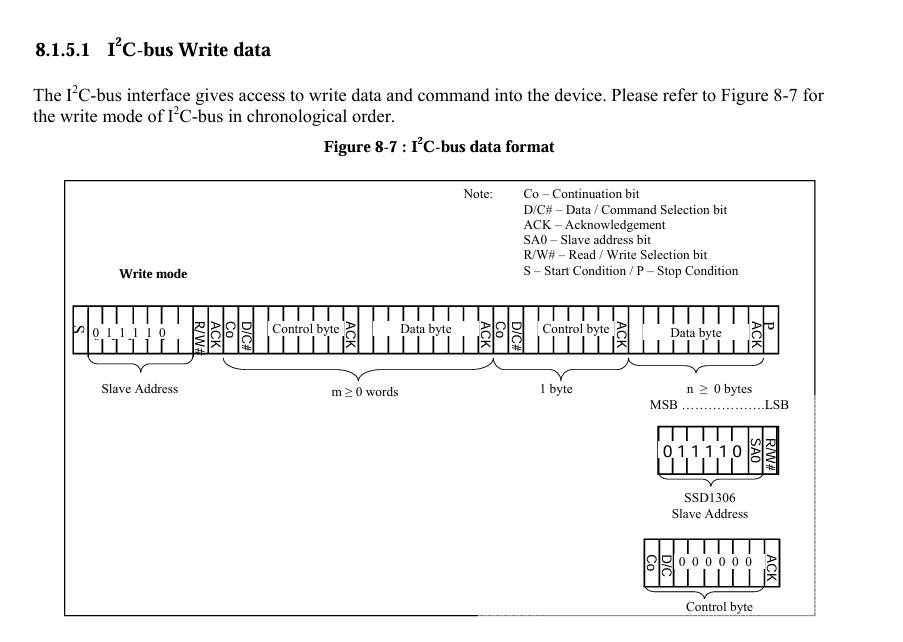 8.1.5.1 I²C-bus Write data
The I²C-bus interface gives access to write data and command into the device. Please refer to Figure 8-7 for
the write mode of I²C-bus in chronological order.
Figure 8-7 : I²C-bus data format
Note: Co – Continuation bit
D/C# – Data / Command Selection bit
ACK – Acknowledgement
SA0 – Slave address bit
R/W# – Read / Write Selection bit
S – Start Condition / P – Stop Condition
Write mode
S 0 1 1 1 1 0 R/W# ACK Co D/C# Control byte ACK Data byte ACK Co D/C# Control byte ACK Data byte ACK P
Slave Address m ≥ 0 words 1 byte n ≥ 0 bytes
MSB ...................LSB
0 1 1 1 1 0 SA0 R/W#
SSD1306
Slave Address
Co D/C 0 0 0 0 0 0 ACK
Control byte